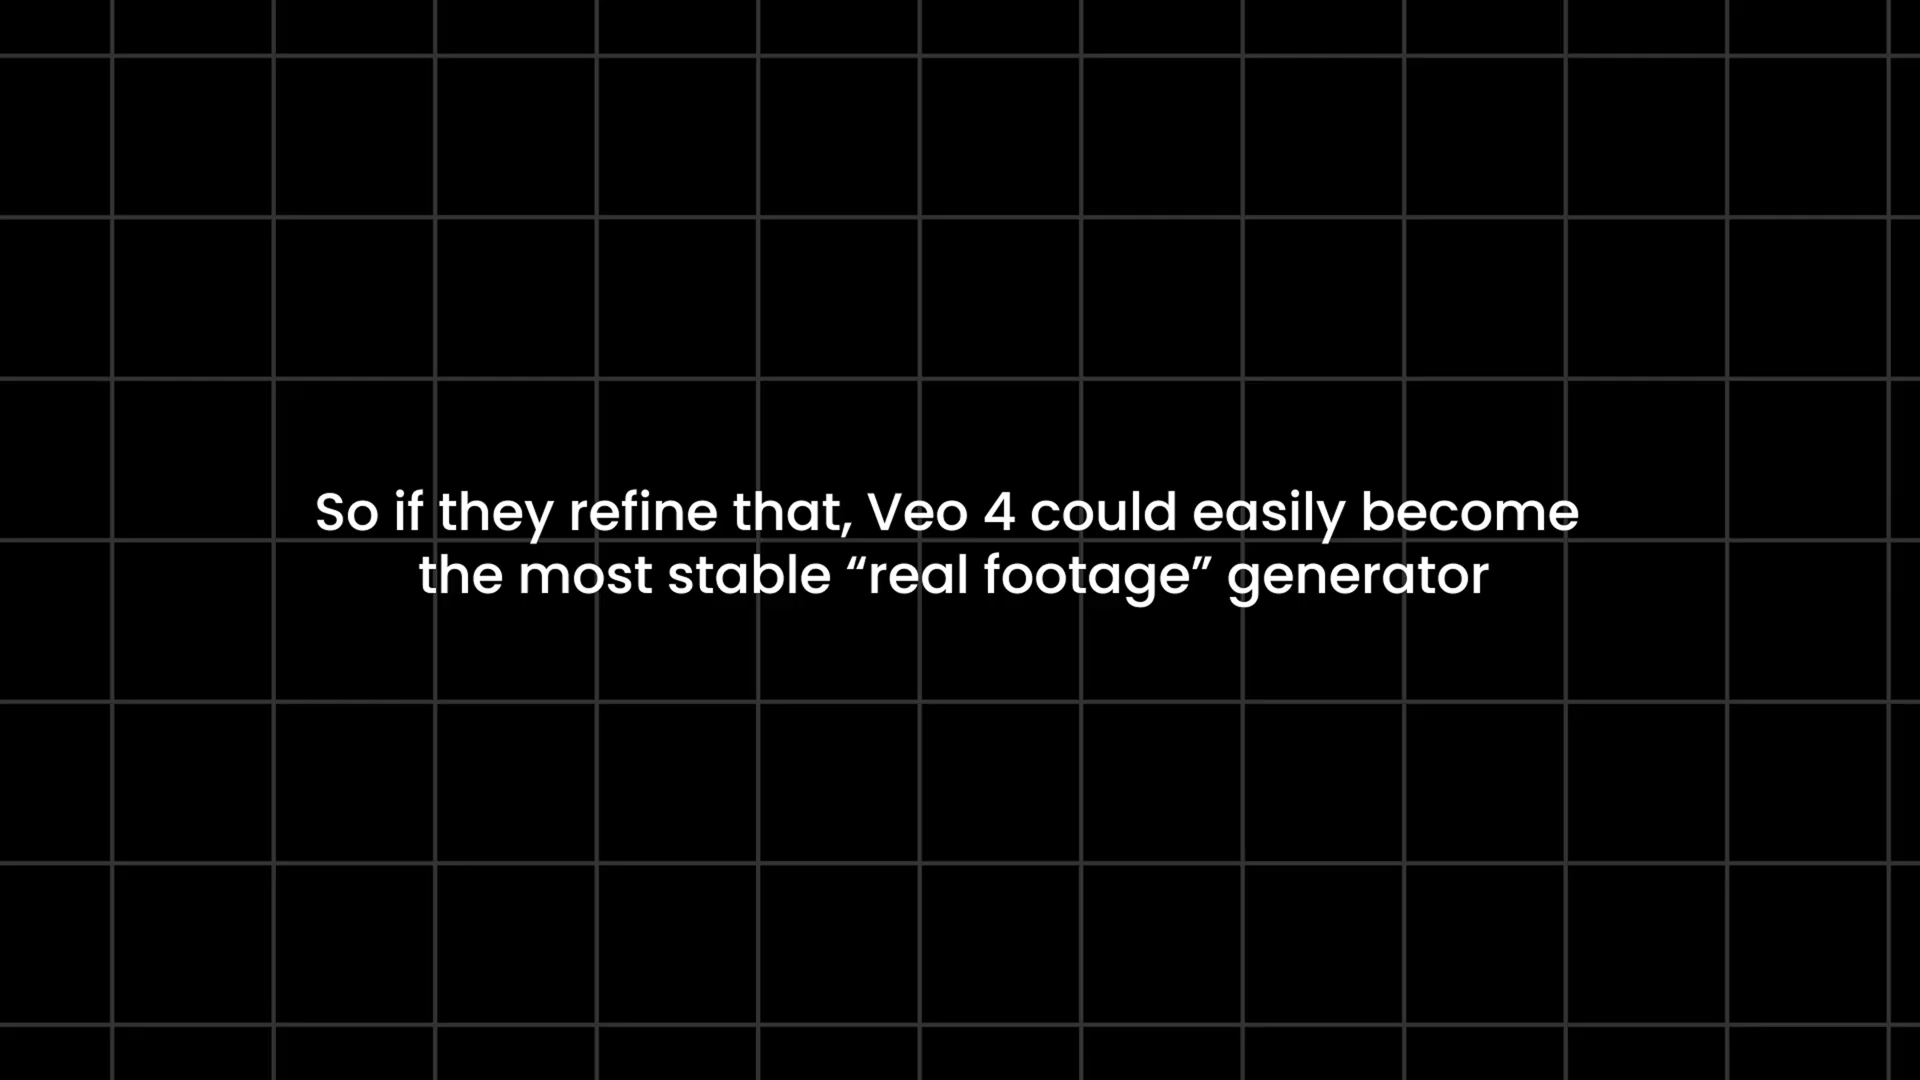 So if they refine that, Veo 4 could easily become
the most stable “real footage” generator